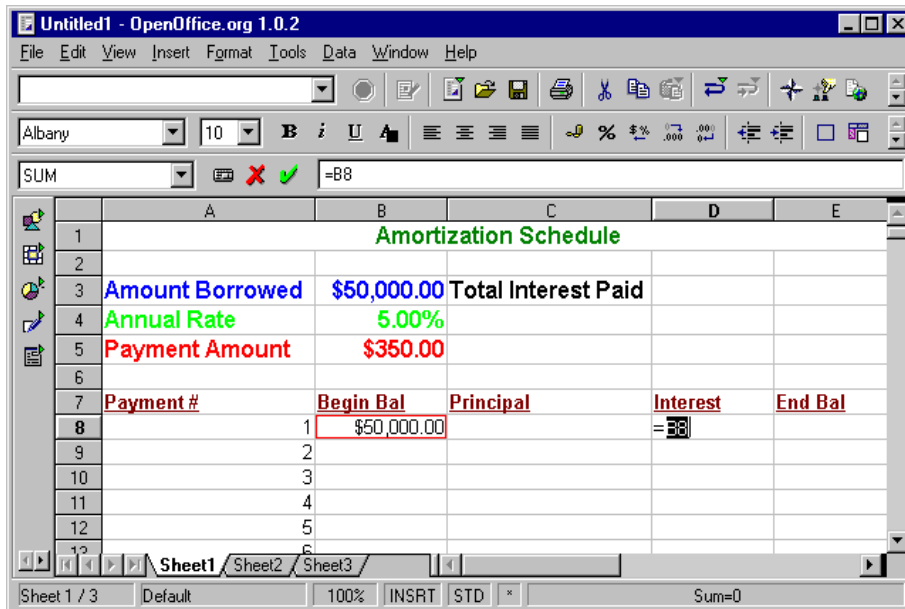 Untitled1 - OpenOffice.org 1.0.2
File Edit View Insert Format Tools Data Window Help
Albany 10 B i U A % $% .000 .000
SUM =B8
A B C D E
1 Amortization Schedule
2
3 Amount Borrowed $50,000.00 Total Interest Paid
4 Annual Rate 5.00%
5 Payment Amount $350.00
6
7 Payment # Begin Bal Principal Interest End Bal
8 1 $50,000.00 =B8
9 2
10 3
11 4
12 5
13 6
Sheet1 Sheet2 Sheet3
Sheet 1 / 3 Default 100% INSRT STD * Sum=0